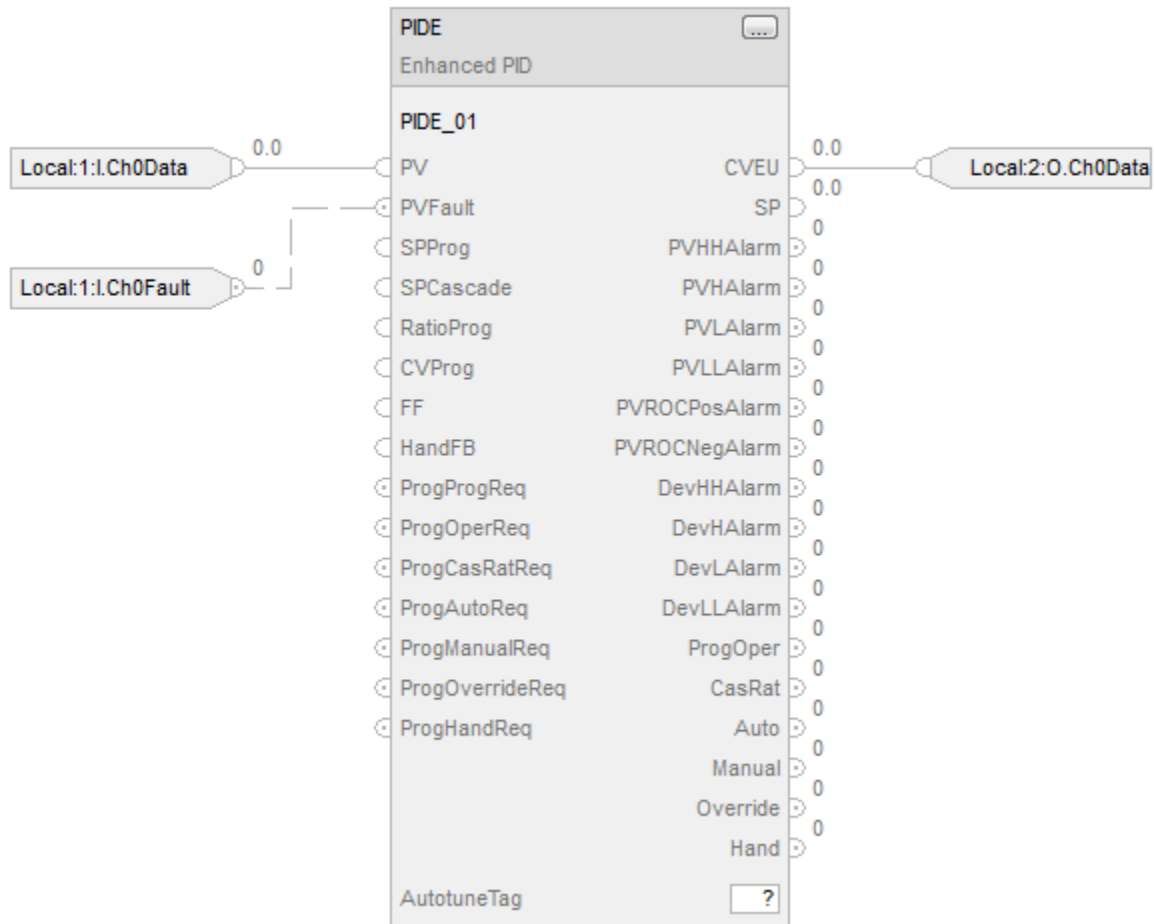 PIDE ...
Enhanced PID
PIDE_01
0.0 0.0
Local:1:I.Ch0Data PV CVEU Local:2:O.Ch0Data
0.0
PVFault SP
0
SPProg PVHHAlarm
0 0
Local:1:I.Ch0Fault SPCascade PVHAlarm
0
RatioProg PVLAlarm
0
CVProg PVLLAlarm
0
FF PVROCPosAlarm
0
HandFB PVROCNegAlarm
0
ProgProgReq DevHHAlarm
0
ProgOperReq DevHAlarm
0
ProgCasRatReq DevLAlarm
0
ProgAutoReq DevLLAlarm
0
ProgManualReq ProgOper
0
ProgOverrideReq CasRat
0
ProgHandReq Auto
0
Manual
0
Override
0
Hand
AutotuneTag ?